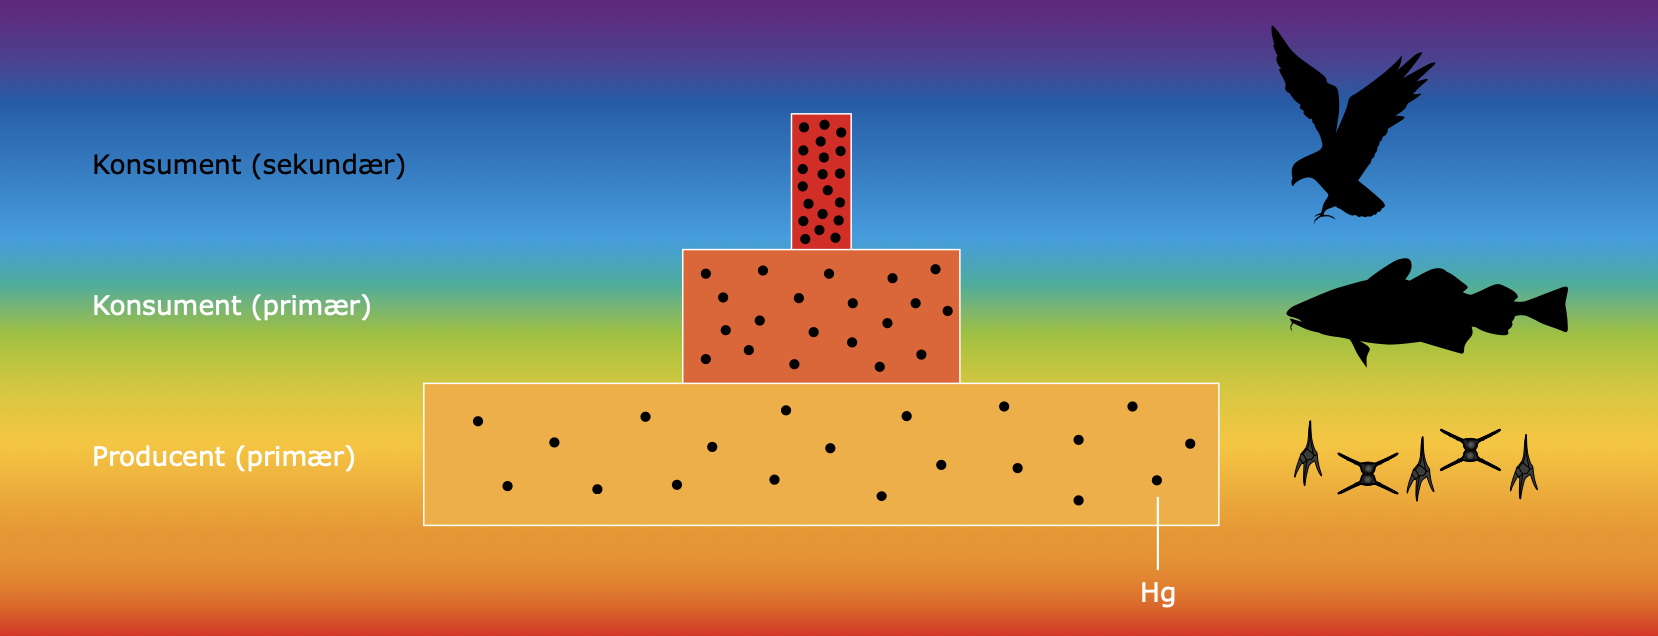 Konsument (sekundær)
Konsument (primær)
Producent (primær)
Hg